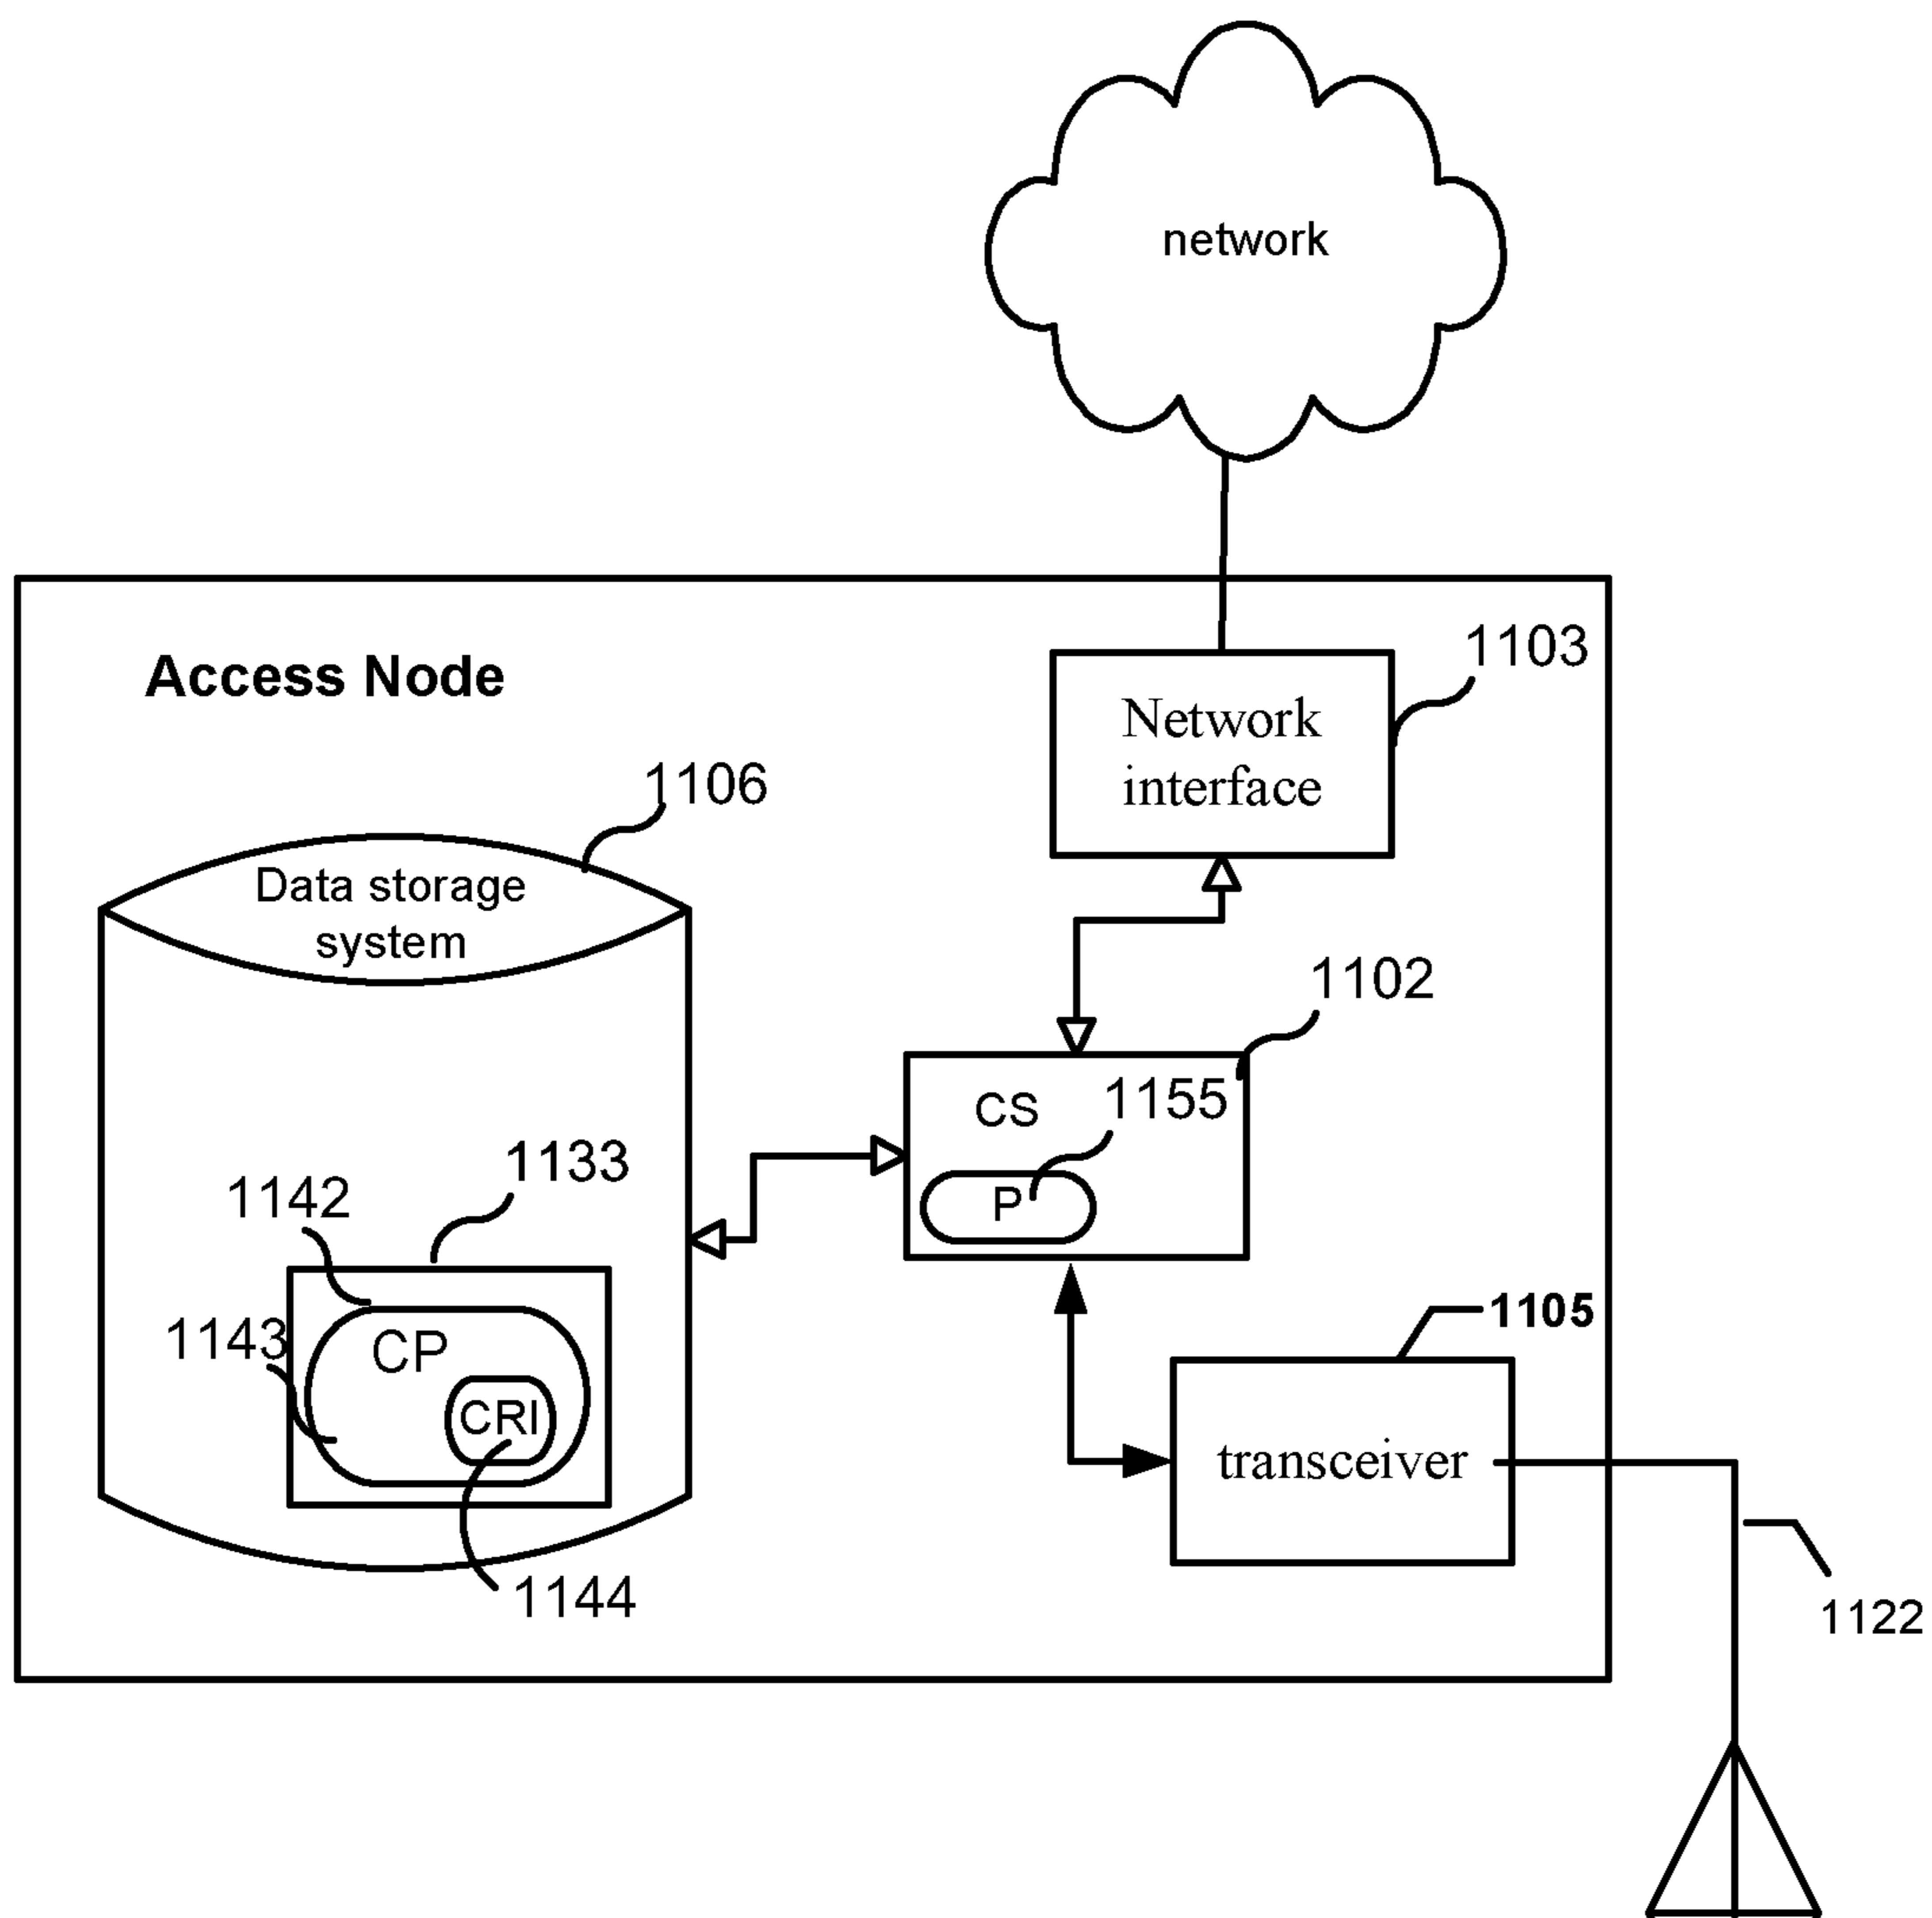 network
Access Node
1103
Network
interface
1106
Data storage
system
1102
CS
1155
P
1133
1142
1143
CP
CRI
1144
1105
transceiver
1122